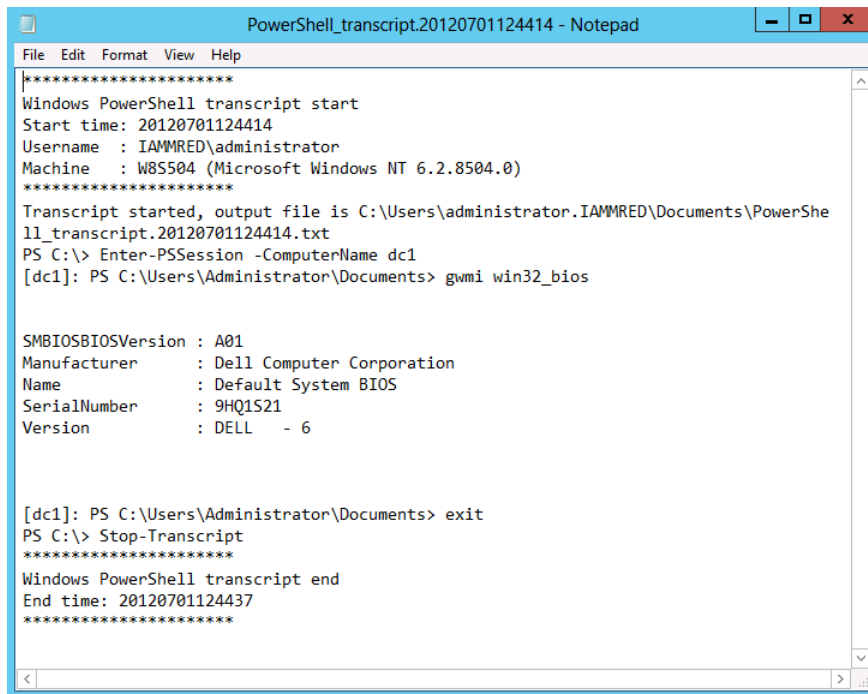 PowerShell_transcript.20120701124414 - Notepad
File Edit Format View Help
**********************
Windows PowerShell transcript start
Start time: 20120701124414
Username  : IAMMRED\administrator
Machine   : W8S504 (Microsoft Windows NT 6.2.8504.0)
**********************
Transcript started, output file is C:\Users\administrator.IAMMRED\Documents\PowerShe
ll_transcript.20120701124414.txt
PS C:\> Enter-PSSession -ComputerName dc1
[dc1]: PS C:\Users\Administrator\Documents> gwmi win32_bios
SMBIOSBIOSVersion : A01
Manufacturer      : Dell Computer Corporation
Name              : Default System BIOS
SerialNumber      : 9HQ1S21
Version           : DELL   - 6
[dc1]: PS C:\Users\Administrator\Documents> exit
PS C:\> Stop-Transcript
**********************
Windows PowerShell transcript end
End time: 20120701124437
**********************